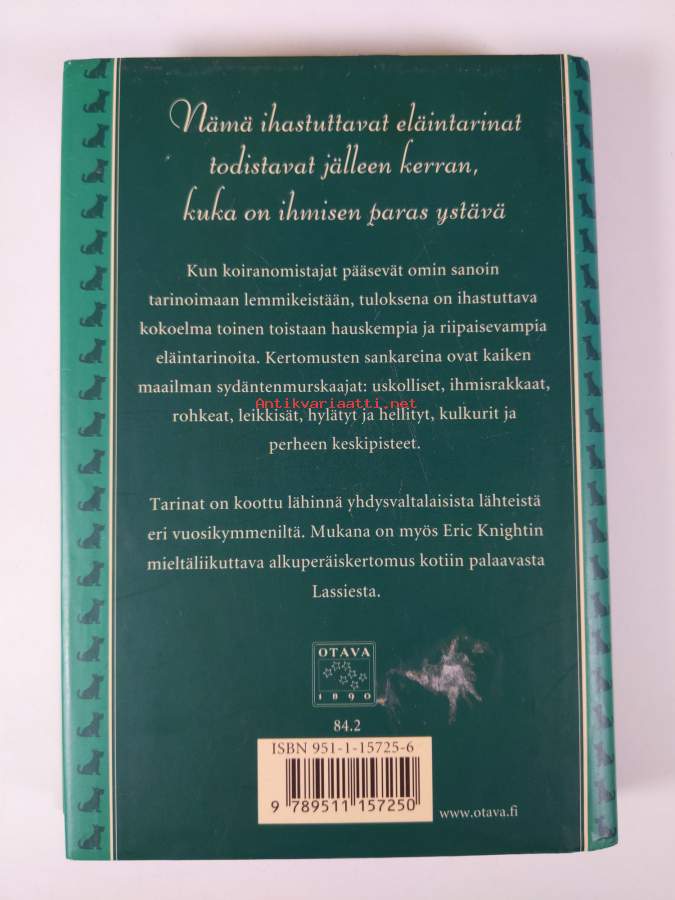 Nämä ihastuttavat eläintarinat
todistavat jälleen kerran,
kuka on ihmisen paras ystävä
Kun koiranomistajat pääsevät omin sanoin
tarinoimaan lemmikeistään, tuloksena on ihastuttava
kokoelma toinen toistaan hauskempia ja riipaisevampia
eläintarinoita. Kertomusten sankareina ovat kaiken
maailman sydäntenmurskaajat: uskolliset, ihmisrakkaat,
Antikvariaatti.net
rohkeat, leikkisät, hylätyt ja hellityt, kulkurit ja
perheen keskipisteet.
Tarinat on koottu lähinnä yhdysvaltalaisista lähteistä
eri vuosikymmeniltä. Mukana on myös Eric Knightin
mieltäliikuttava alkuperäiskertomus kotiin palaavasta
Lassiesta.
OTAVA
1890
84.2
ISBN 951-1-15725-6
9 789511 157250
www.otava.fi